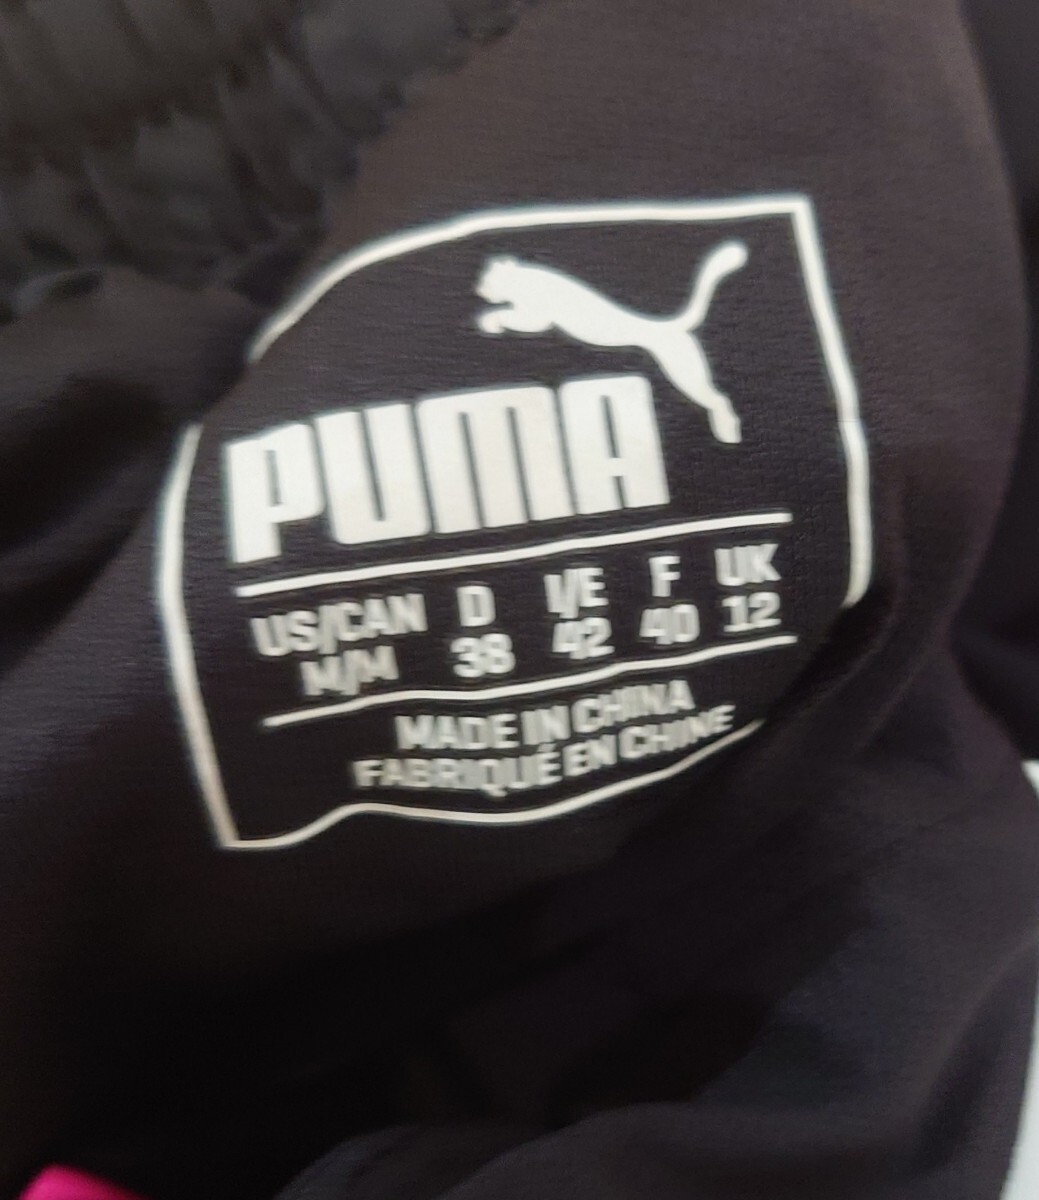 PUMA
US/CAN D I/E F UK
M/M 38 42 40 12
MADE IN CHINA
FABRIQUÉ EN CHINE